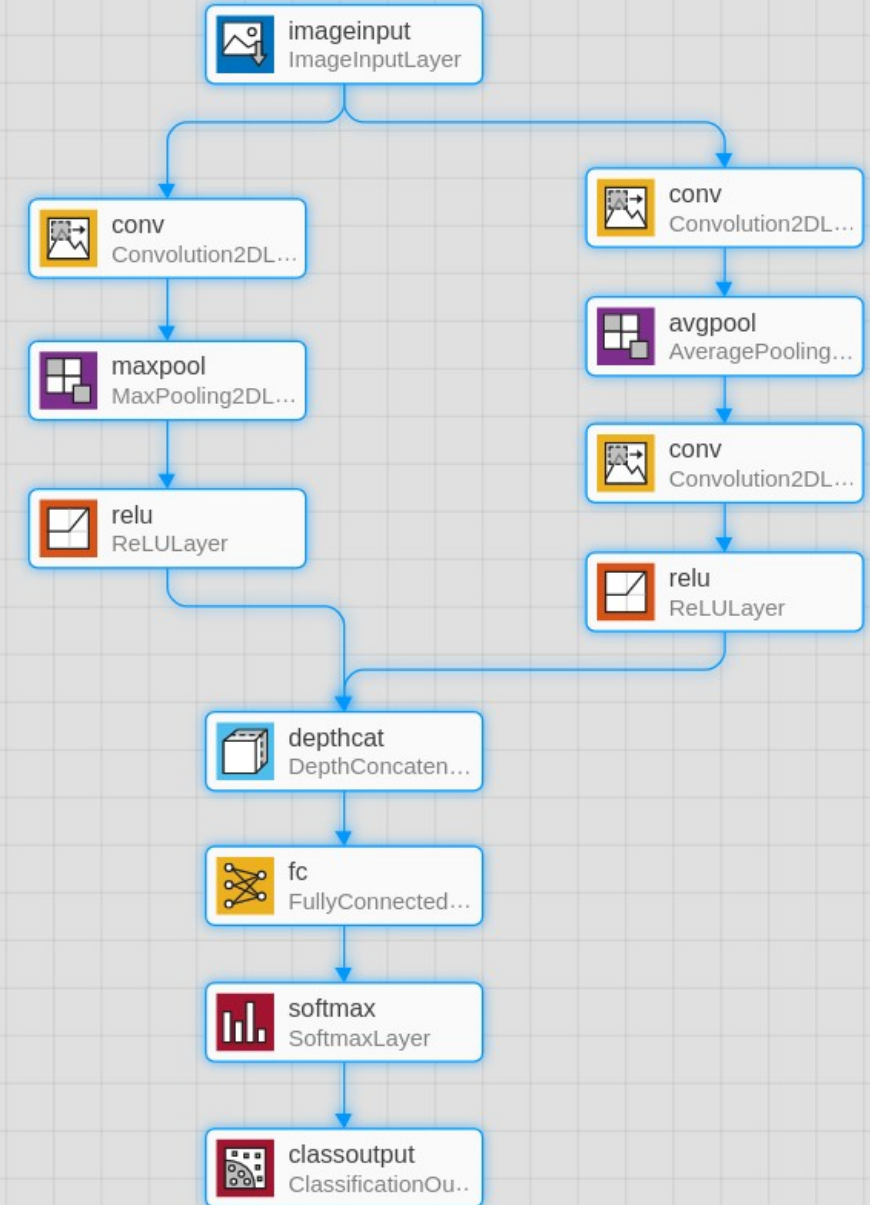 imageinput
ImageInputLayer
conv
Convolution2DL...
maxpool
MaxPooling2DL...
relu
ReLULayer
conv
Convolution2DL...
avgpool
AveragePooling...
conv
Convolution2DL...
relu
ReLULayer
depthcat
DepthConcaten...
fc
FullyConnected...
softmax
SoftmaxLayer
classoutput
ClassificationOu..